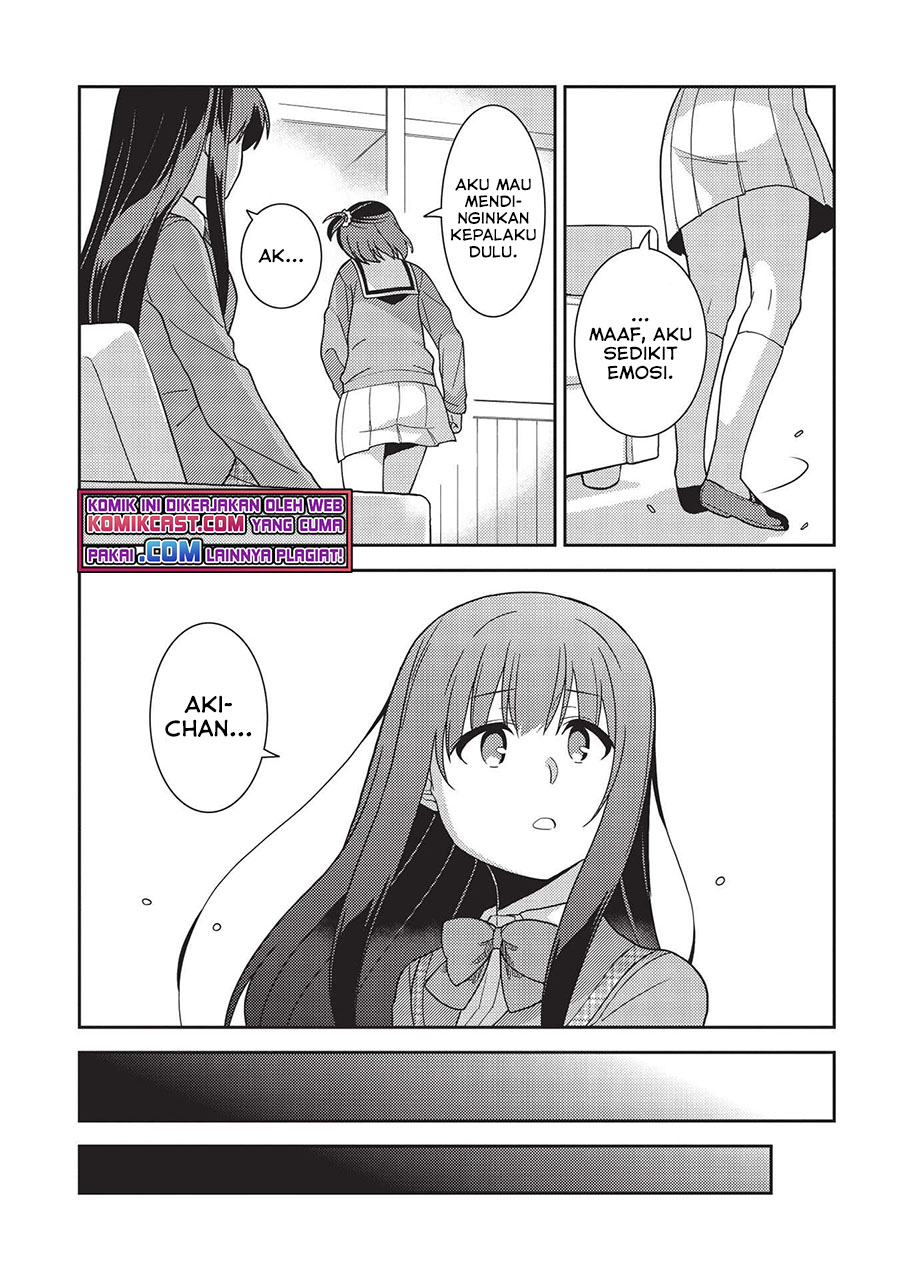 ...
MAAF, AKU
SEDIKIT
EMOSI.
AKU MAU
MENDI-
NGINKAN
KEPALAKU
DULU.
AK...
KOMIK INI DIKERJAKAN OLEH WEB
KOMIKCAST.COM YANG CUMA
PAKAI .COM LAINNYA PLAGIAT!
AKI-
CHAN...